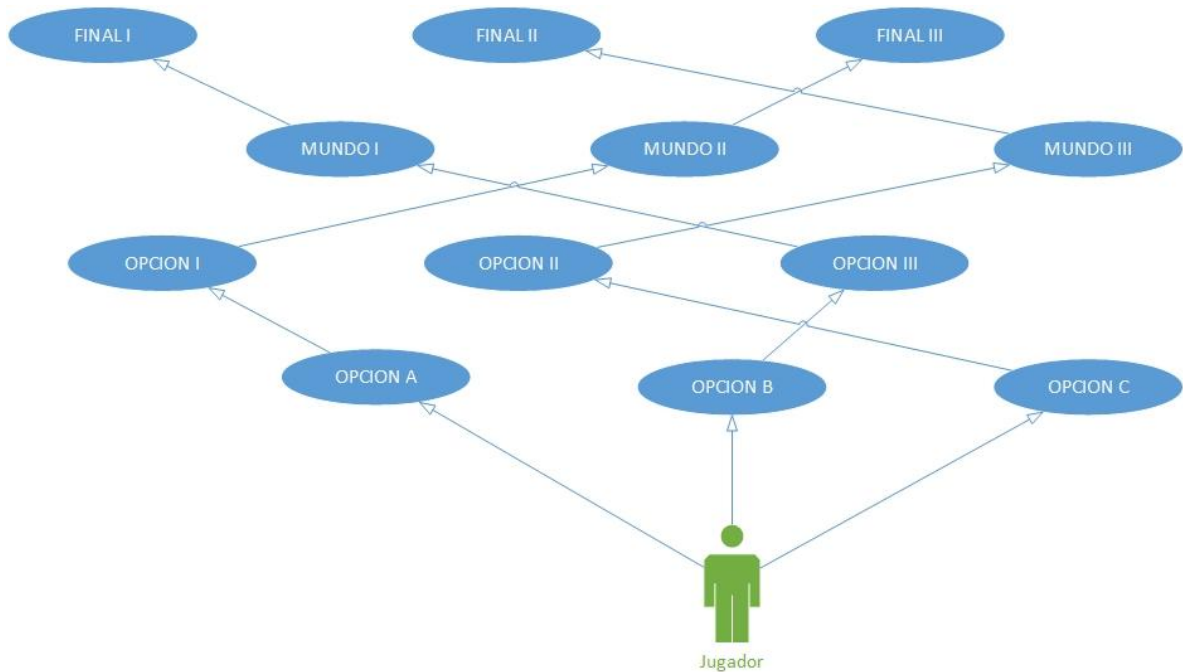 FINAL I
FINAL II
FINAL III
MUNDO I
MUNDO II
MUNDO III
OPCION I
OPCION II
OPCION III
OPCION A
OPCION B
OPCION C
Jugador